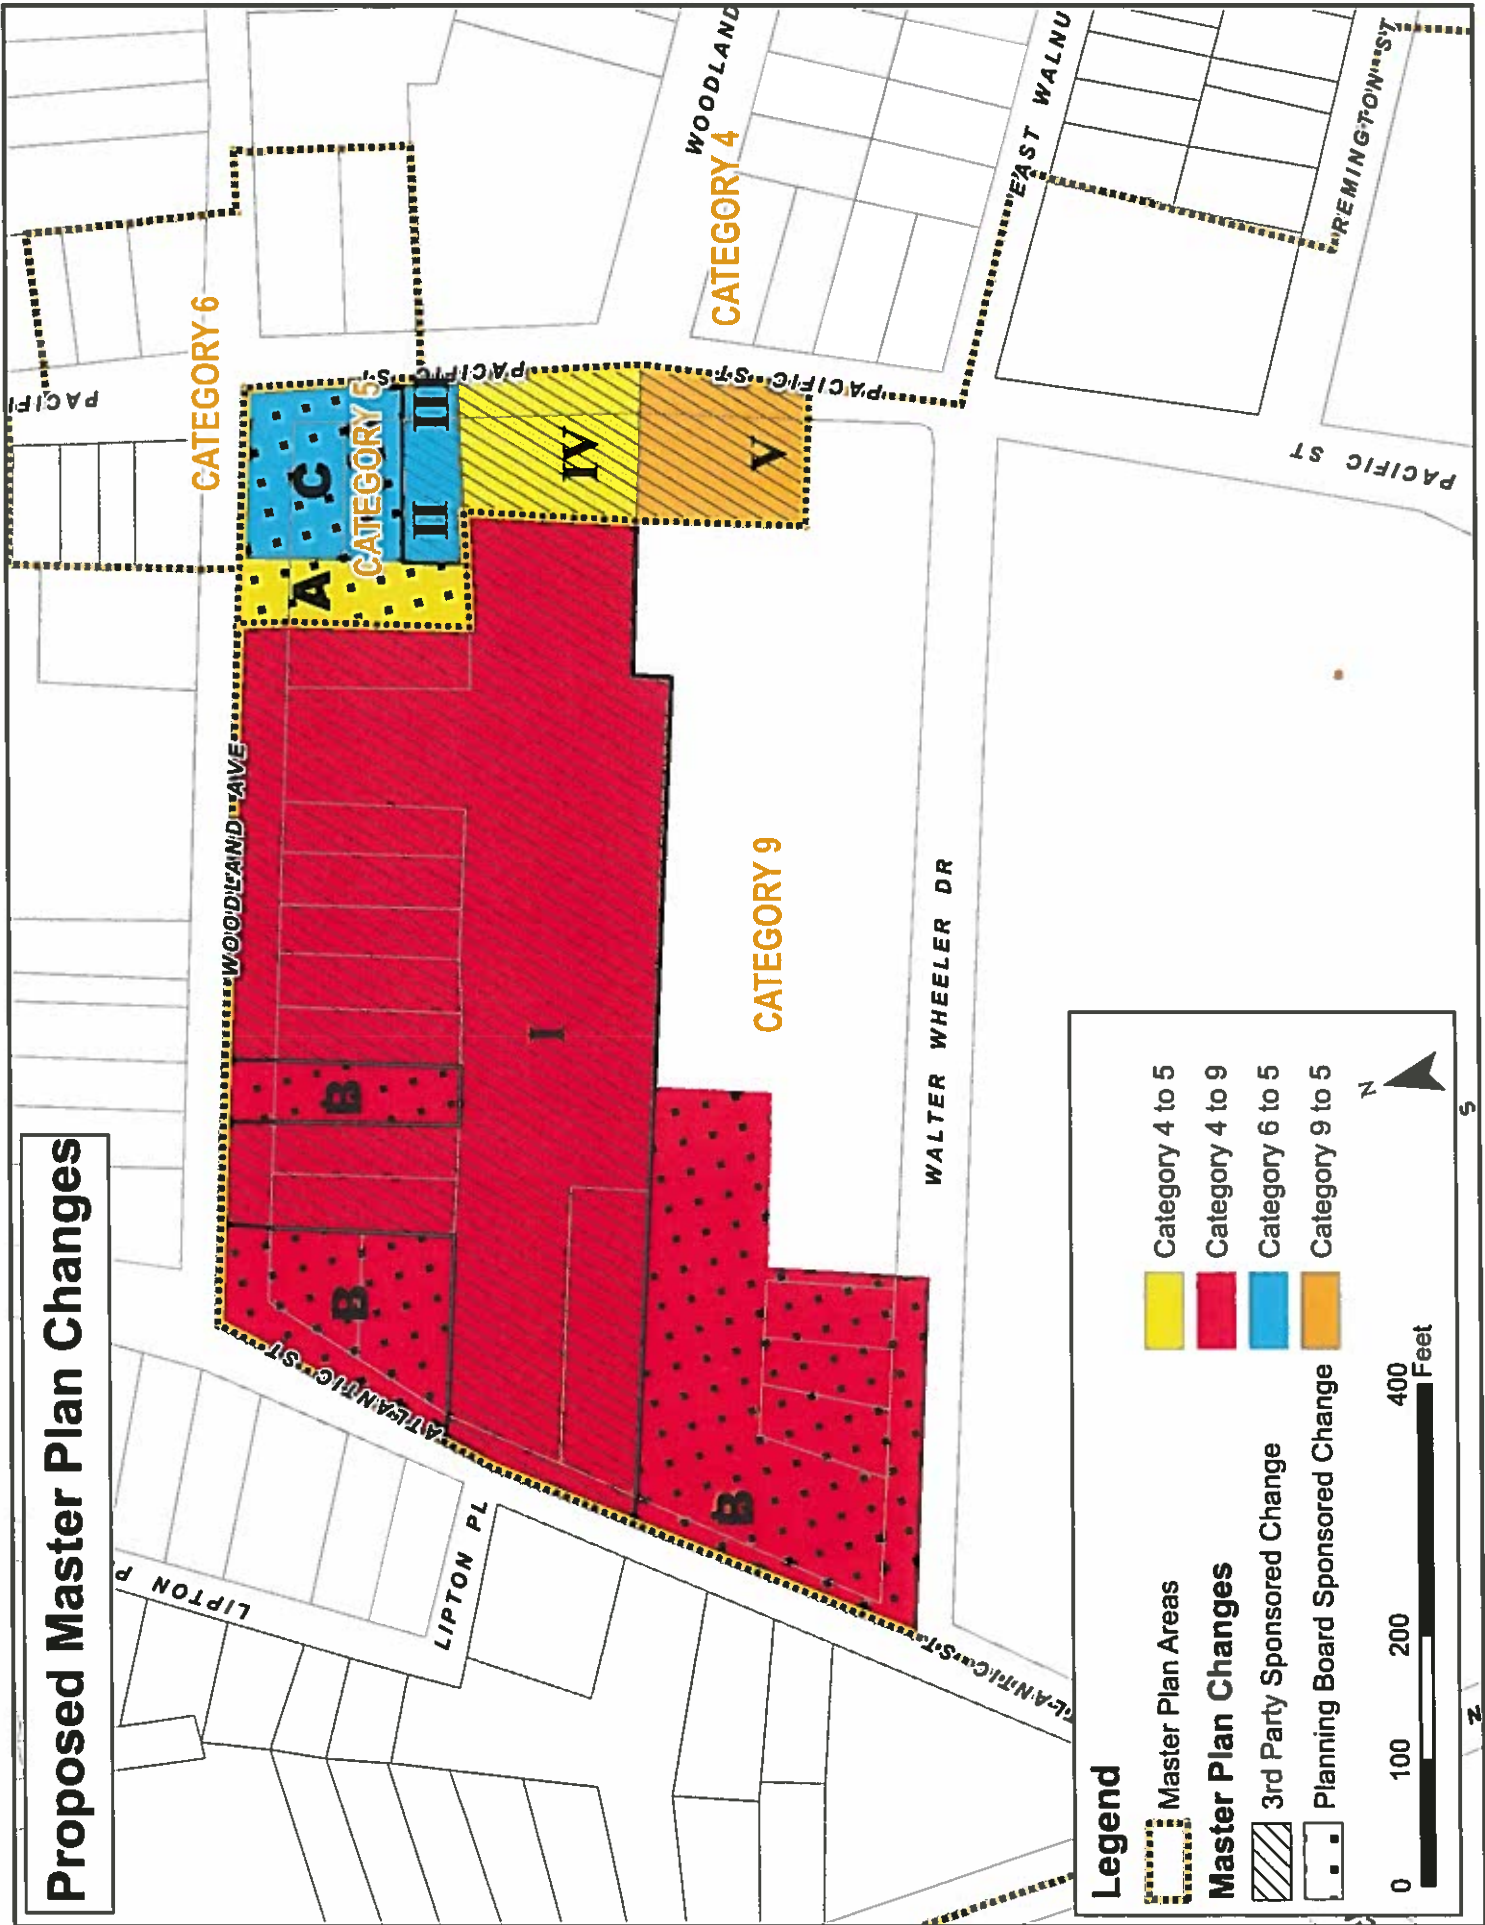 Proposed Master Plan Changes
WOODLAND AVE
PACIFI
CATEGORY 6
WOODLAND
CATEGORY 4
EAST WALNU
REMINGTON ST
PACIFIC ST
PACIFIC ST
PACIFIC ST
C
CATEGORY 5
A
II
III
IV
V
I
B
B
B
CATEGORY 9
WALTER WHEELER DR
ATLANTIC ST
LIPTON P
LIPTON PL
TLANTIC ST
Legend
Master Plan Areas
Master Plan Changes
3rd Party Sponsored Change
Planning Board Sponsored Change
Category 4 to 5
Category 4 to 9
Category 6 to 5
Category 9 to 5
0 100 200 400
Feet
N
S
N